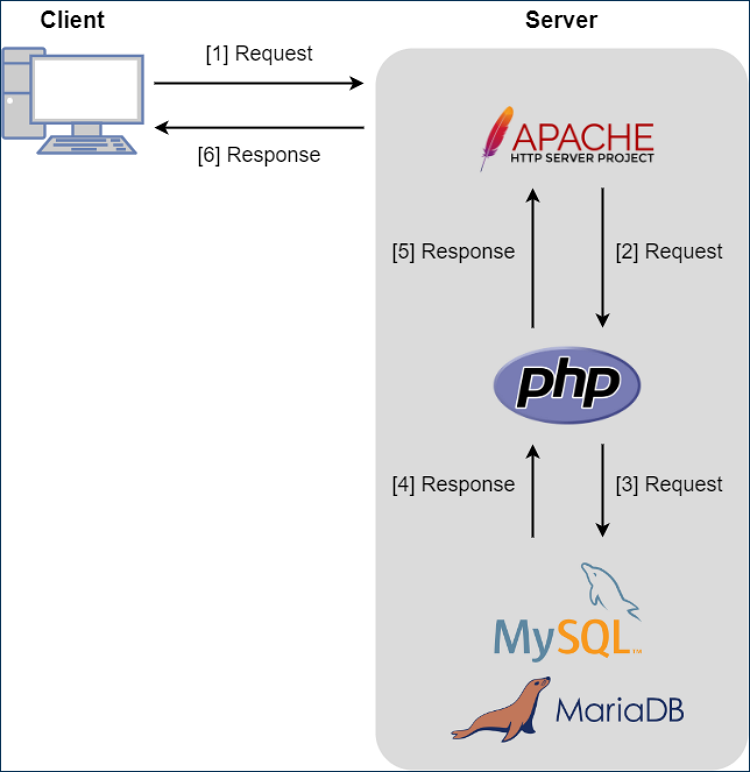 Client
Server
[1] Request
[6] Response
APACHE
HTTP SERVER PROJECT
[5] Response
[2] Request
php
[4] Response
[3] Request
MySQL™
MariaDB